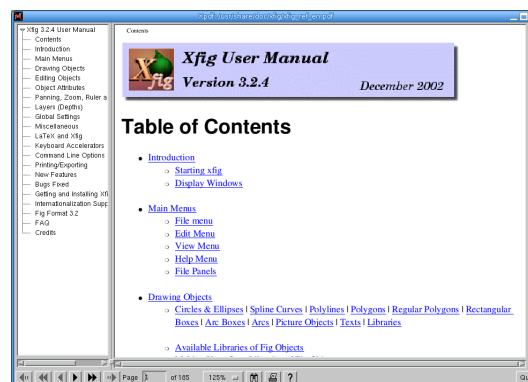 Xpdf: /usr/share/doc/xfig/xfig_ref_en.pdf
Xfig 3.2.4 User Manual
Contents
Introduction
Main Menus
Drawing Objects
Editing Objects
Object Attributes
Panning, Zoom, Ruler a
Layers (Depths)
Global Settings
Miscellaneous
LaTeX and Xfig
Keyboard Accelerators
Command Line Options
Printing/Exporting
New Features
Bugs Fixed
Getting and Installing Xfi
Internationalization Supp
Fig Format 3.2
FAQ
Credits
Contents
Xfig
Xfig User Manual
Version 3.2.4
December 2002
Table of Contents
Introduction
Starting xfig
Display Windows
Main Menus
File menu
Edit Menu
View Menu
Help Menu
File Panels
Drawing Objects
Circles & Ellipses | Spline Curves | Polylines | Polygons | Regular Polygons | Rectangular
Boxes | Arc Boxes | Arcs | Picture Objects | Texts | Libraries
Available Libraries of Fig Objects
Page 1 of 185 125% ?